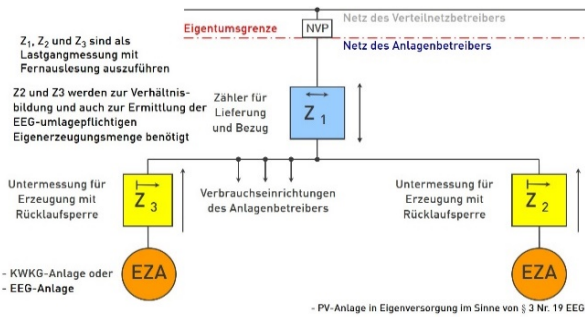 Netz des Verteilnetzbetreibers
Eigentumsgrenze
NVP
Netz des Anlagenbetreibers
Z1, Z2 und Z3 sind als
Lastgangmessung mit
Fernauslesung auszuführen
Z2 und Z3 werden zur Verhältnis-
bildung und auch zur Ermittlung der
EEG-umlagepflichtigen
Eigenerzeugungsmenge benötigt
Zähler für
Lieferung
und Bezug
Z 1
Untermessung für
Erzeugung mit
Rücklaufsperre
Z 3
Verbrauchseinrichtungen
des Anlagenbetreibers
Untermessung für
Erzeugung mit
Rücklaufsperre
Z 2
- KWKG-Anlage oder
- EEG-Anlage
EZA
EZA
- PV-Anlage in Eigenversorgung im Sinne von § 3 Nr. 19 EEG